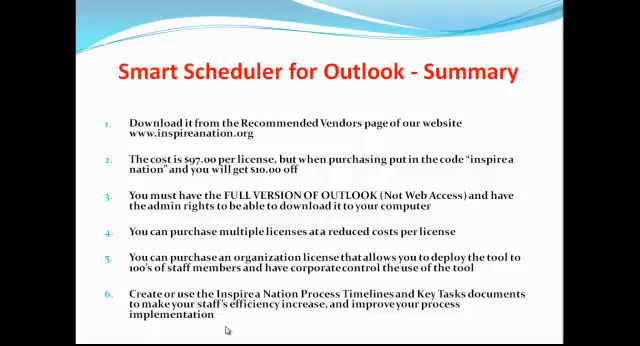 Smart Scheduler for Outlook - Summary
1. Download it from the Recommended Vendors page of our website
www.inspireanation.org
2. The cost is $97.00 per license, but when purchasing put in the code "inspire a
nation" and you will get $10.00 off
3. You must have the FULL VERSION OF OUTLOOK (Not Web Access) and have
the admin rights to be able to download it to your computer
4. You can purchase multiple licenses at a reduced costs per license
5. You can purchase an organization license that allows you to deploy the tool to
100's of staff members and have corporate control the use of the tool
6. Create or use the Inspire a Nation Process Timelines and Key Tasks documents
to make your staff's efficiency increase, and improve your process
implementation